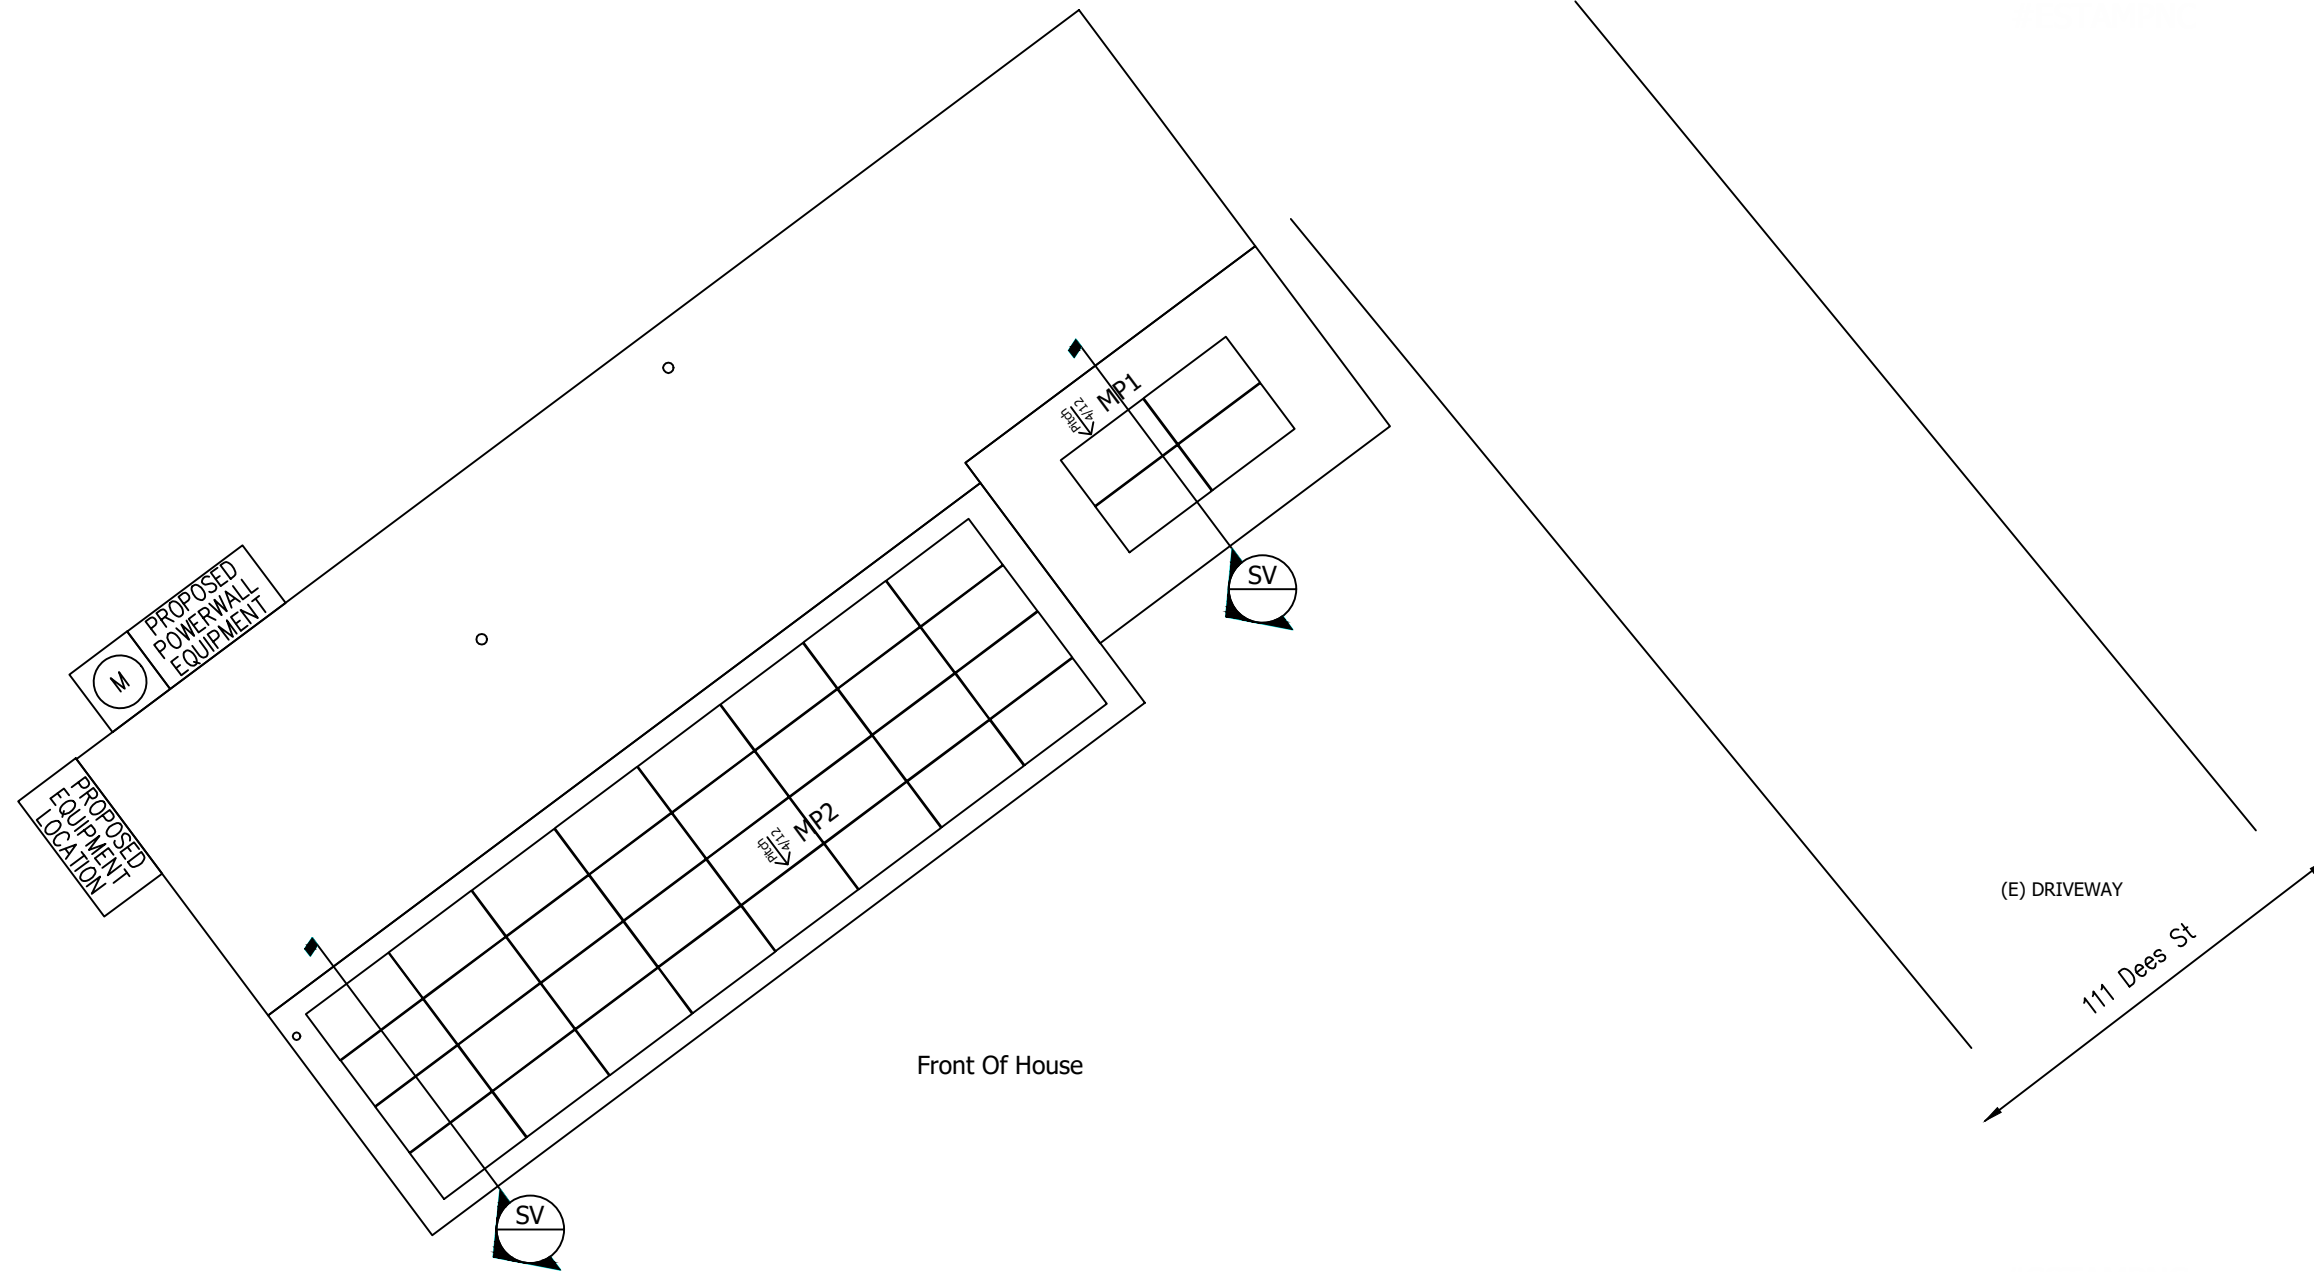 MP1
Pitch
4/12
SV
PROPOSED
POWERWALL
EQUIPMENT
M
PROPOSED
EQUIPMENT
LOCATION
MP2
Pitch
4/12
(E) DRIVEWAY
111 Dees St
Front Of House
SV